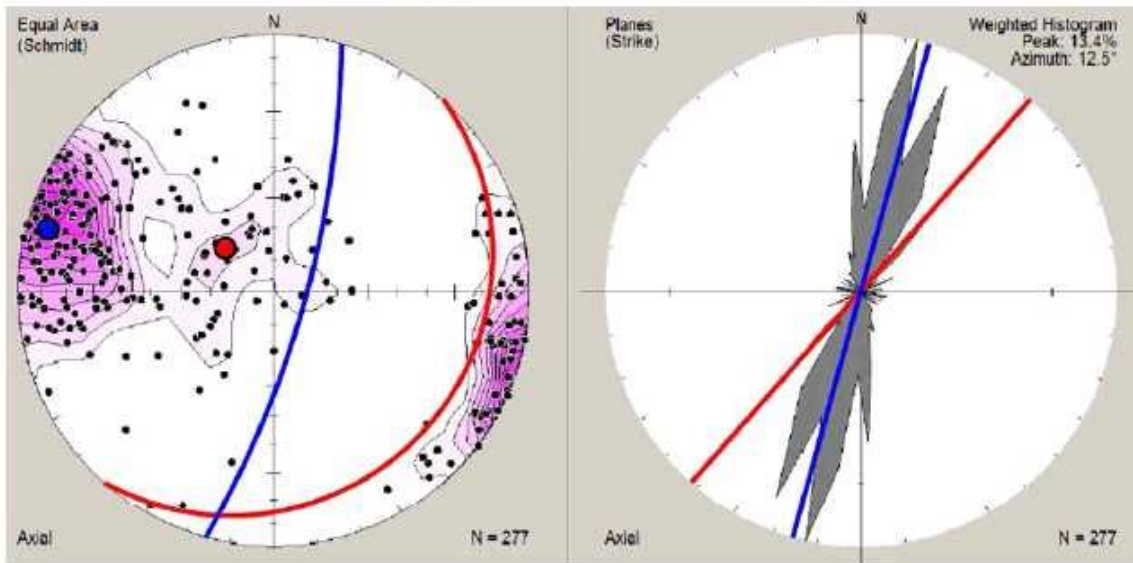 Equal Area
(Schmidt)
N
Axial
N = 277
Planes
(Strike)
N
Weighted Histogram
Peak: 13.4%
Azimuth: 12.5°
Axial
N = 277